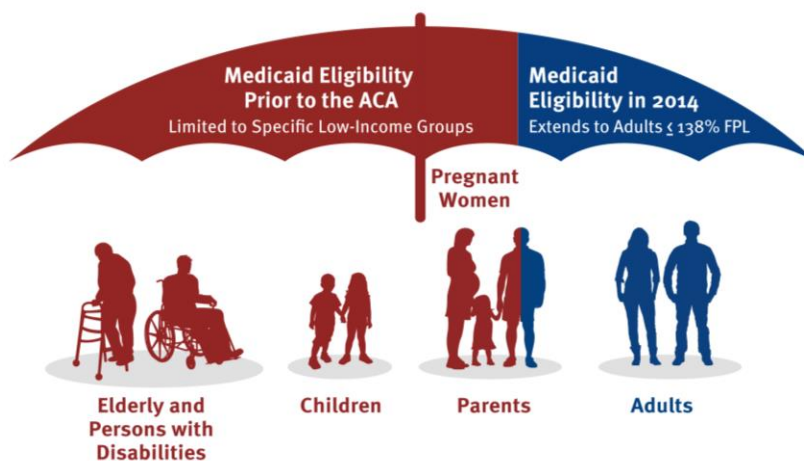 Medicaid Eligibility
Prior to the ACA
Limited to Specific Low-Income Groups
Medicaid
Eligibility in 2014
Extends to Adults ≤ 138% FPL
Pregnant
Women
Elderly and
Persons with
Disabilities
Children
Parents
Adults